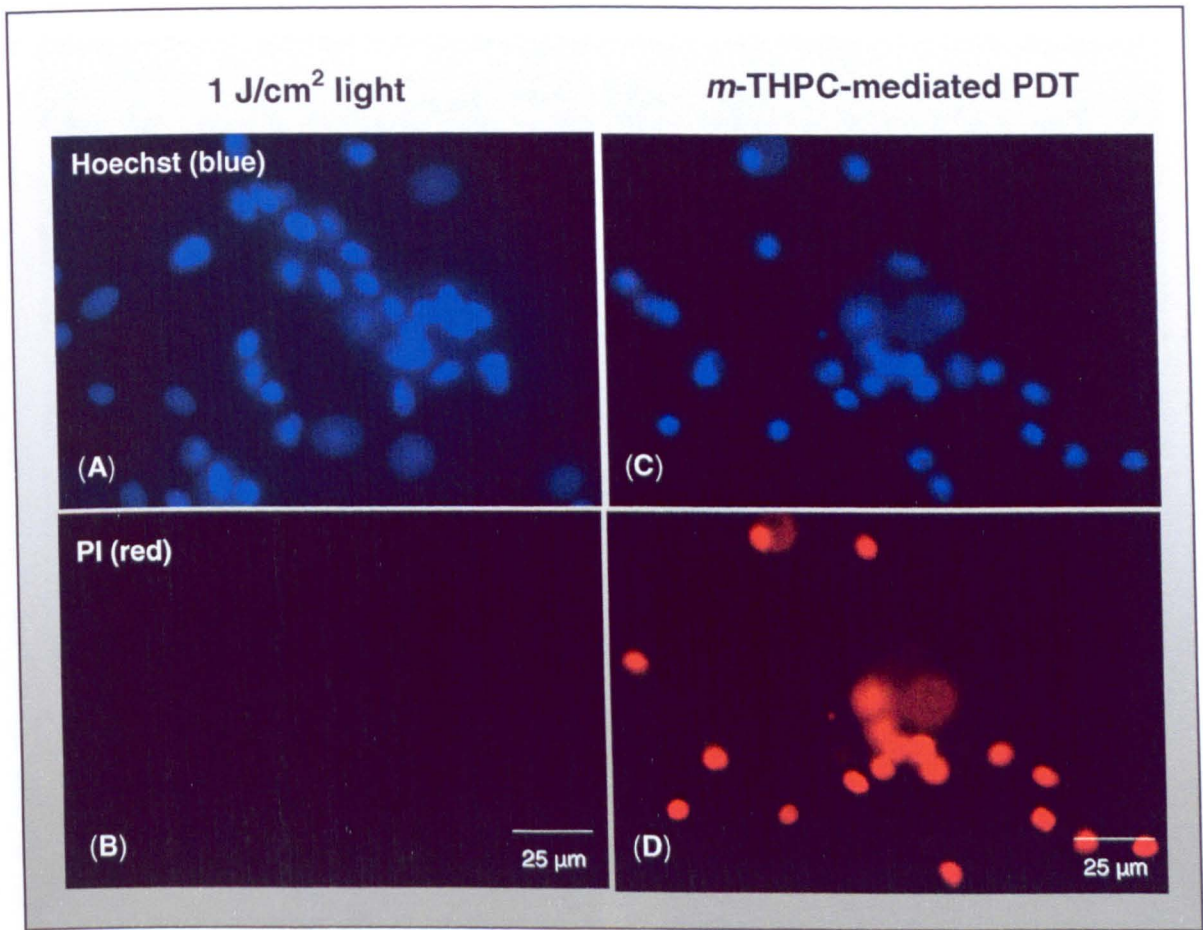 1 J/cm² light
m-THPC-mediated PDT
Hoechst (blue)
(A)
(C)
PI (red)
(B)
25 µm
(D)
25 µm